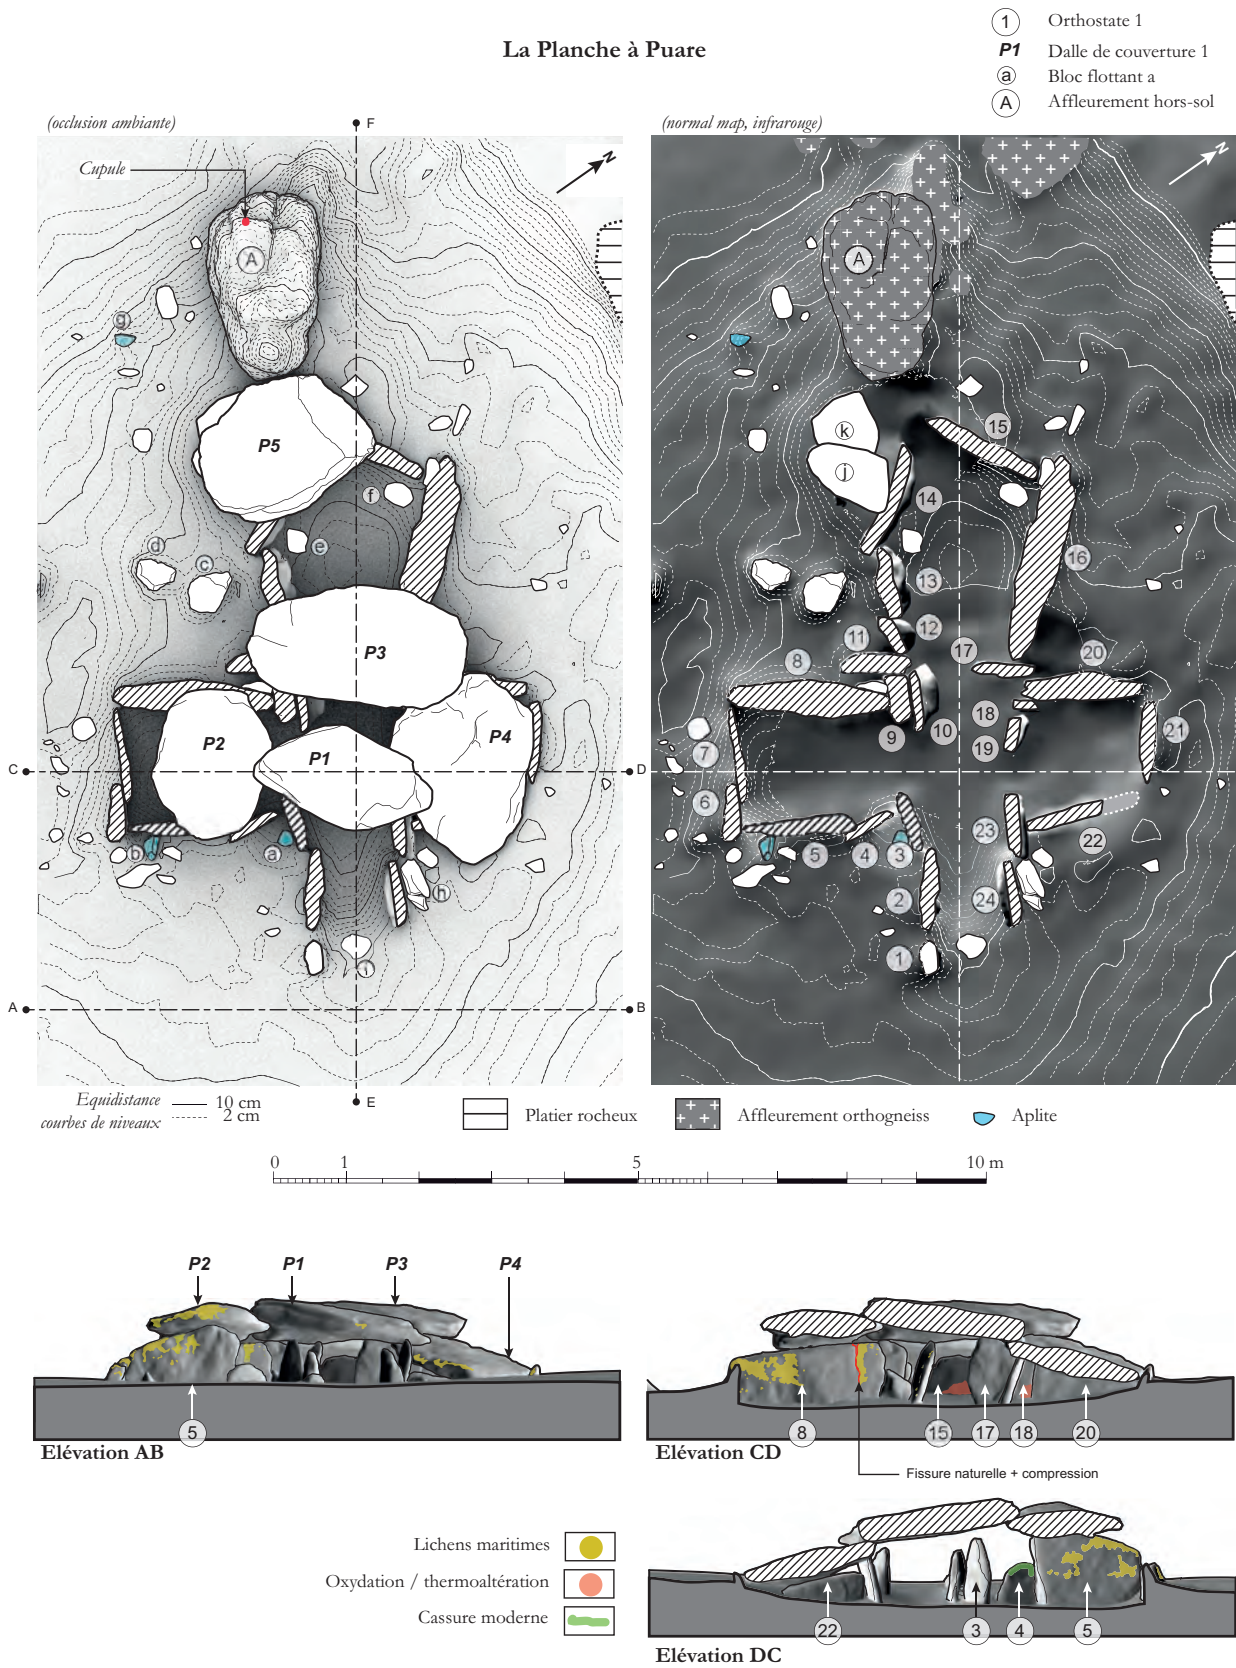 La Planche à Puare
1 Orthostate 1
P1 Dalle de couverture 1
a Bloc flottant a
A Affleurement hors-sol
(occlusion ambiante)
F
(normal map, infrarouge)
Cupule
N
N
A
A
g
P5
k
j
15
14
f
e
d
c
16
13
12
11
17
20
8
P3
P2
P1
P4
18
7
9
10
19
21
C
D
6
b
a
5
4
3
23
22
h
2
24
i
1
A
B
E
Equidistance
courbes de niveaux
10 cm
2 cm
Platier rocheux
Affleurement orthogneiss
Aplite
0 1 5 10 m
P2 P1 P3 P4
5
Elévation AB
8 15 17 18 20
Elévation CD
Fissure naturelle + compression
Lichens maritimes
Oxydation / thermoaltération
Cassure moderne
22 3 4 5
Elévation DC